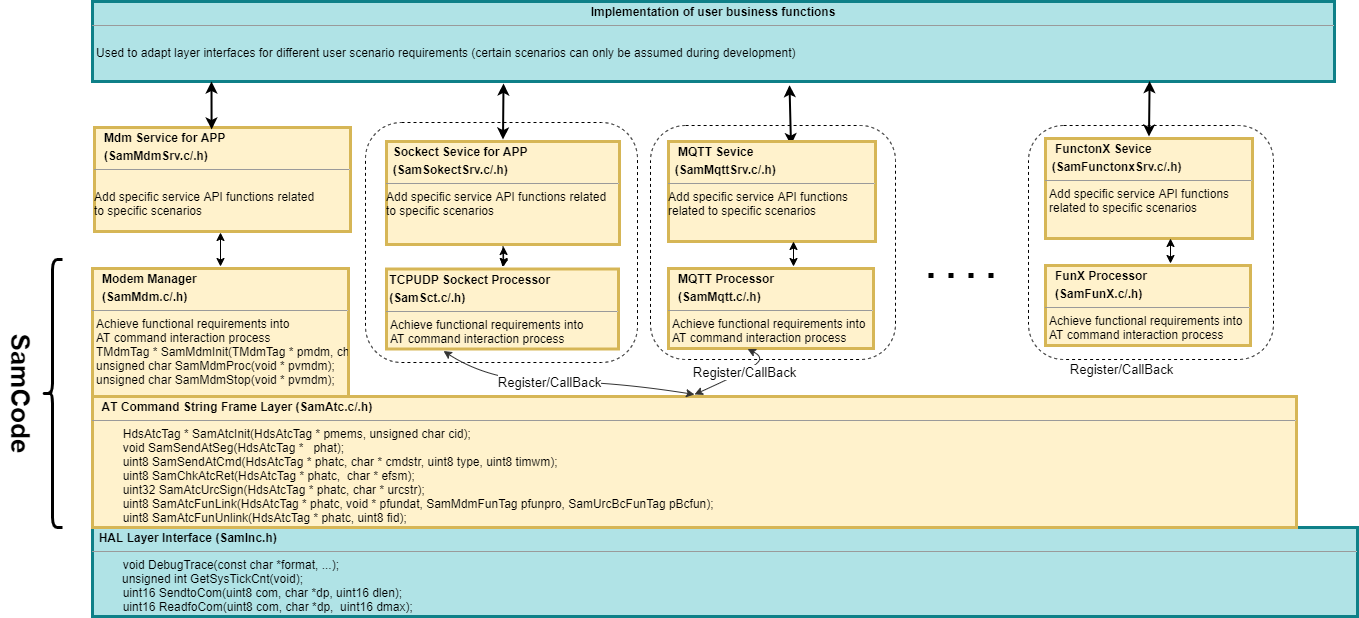 Implementation of user business functions
Used to adapt layer interfaces for different user scenario requirements (certain scenarios can only be assumed during development)
Mdm Service for APP
(SamMdmSrv.c/.h)
Add specific service API functions related
to specific scenarios
Sockect Sevice for APP
(SamSokectSrv.c/.h)
Add specific service API functions related
to specific scenarios
MQTT Sevice
(SamMqttSrv.c/.h)
Add specific service API functions
related to specific scenarios
FunctonX Sevice
(SamFunctonxSrv.c/.h)
Add specific service API functions
related to specific scenarios
SamCode
Modem Manager
(SamMdm.c/.h)
Achieve functional requirements into
AT command interaction process
TMdmTag * SamMdmInit(TMdmTag * pmdm, ch
unsigned char SamMdmProc(void * pvmdm);
unsigned char SamMdmStop(void * pvmdm);
TCPUDP Sockect Processor
(SamSct.c/.h)
Achieve functional requirements into
AT command interaction process
MQTT Processor
(SamMqtt.c/.h)
Achieve functional requirements into
AT command interaction process
. . . .
FunX Processor
(SamFunX.c/.h)
Achieve functional requirements into
AT command interaction process
Register/CallBack
Register/CallBack
Register/CallBack
AT Command String Frame Layer (SamAtc.c/.h)
HdsAtcTag * SamAtcInit(HdsAtcTag * pmems, unsigned char cid);
void SamSendAtSeg(HdsAtcTag * phat);
uint8 SamSendAtCmd(HdsAtcTag * phatc, char * cmdstr, uint8 type, uint8 timwm);
uint8 SamChkAtcRet(HdsAtcTag * phatc, char * efsm);
uint32 SamAtcUrcSign(HdsAtcTag * phatc, char * urcstr);
uint8 SamAtcFunLink(HdsAtcTag * phatc, void * pfundat, SamMdmFunTag pfunpro, SamUrcBcFunTag pBcfun);
uint8 SamAtcFunUnlink(HdsAtcTag * phatc, uint8 fid);
HAL Layer Interface (SamInc.h)
void DebugTrace(const char *format, ...);
unsigned int GetSysTickCnt(void);
uint16 SendtoCom(uint8 com, char *dp, uint16 dlen);
uint16 ReadfoCom(uint8 com, char *dp, uint16 dmax);